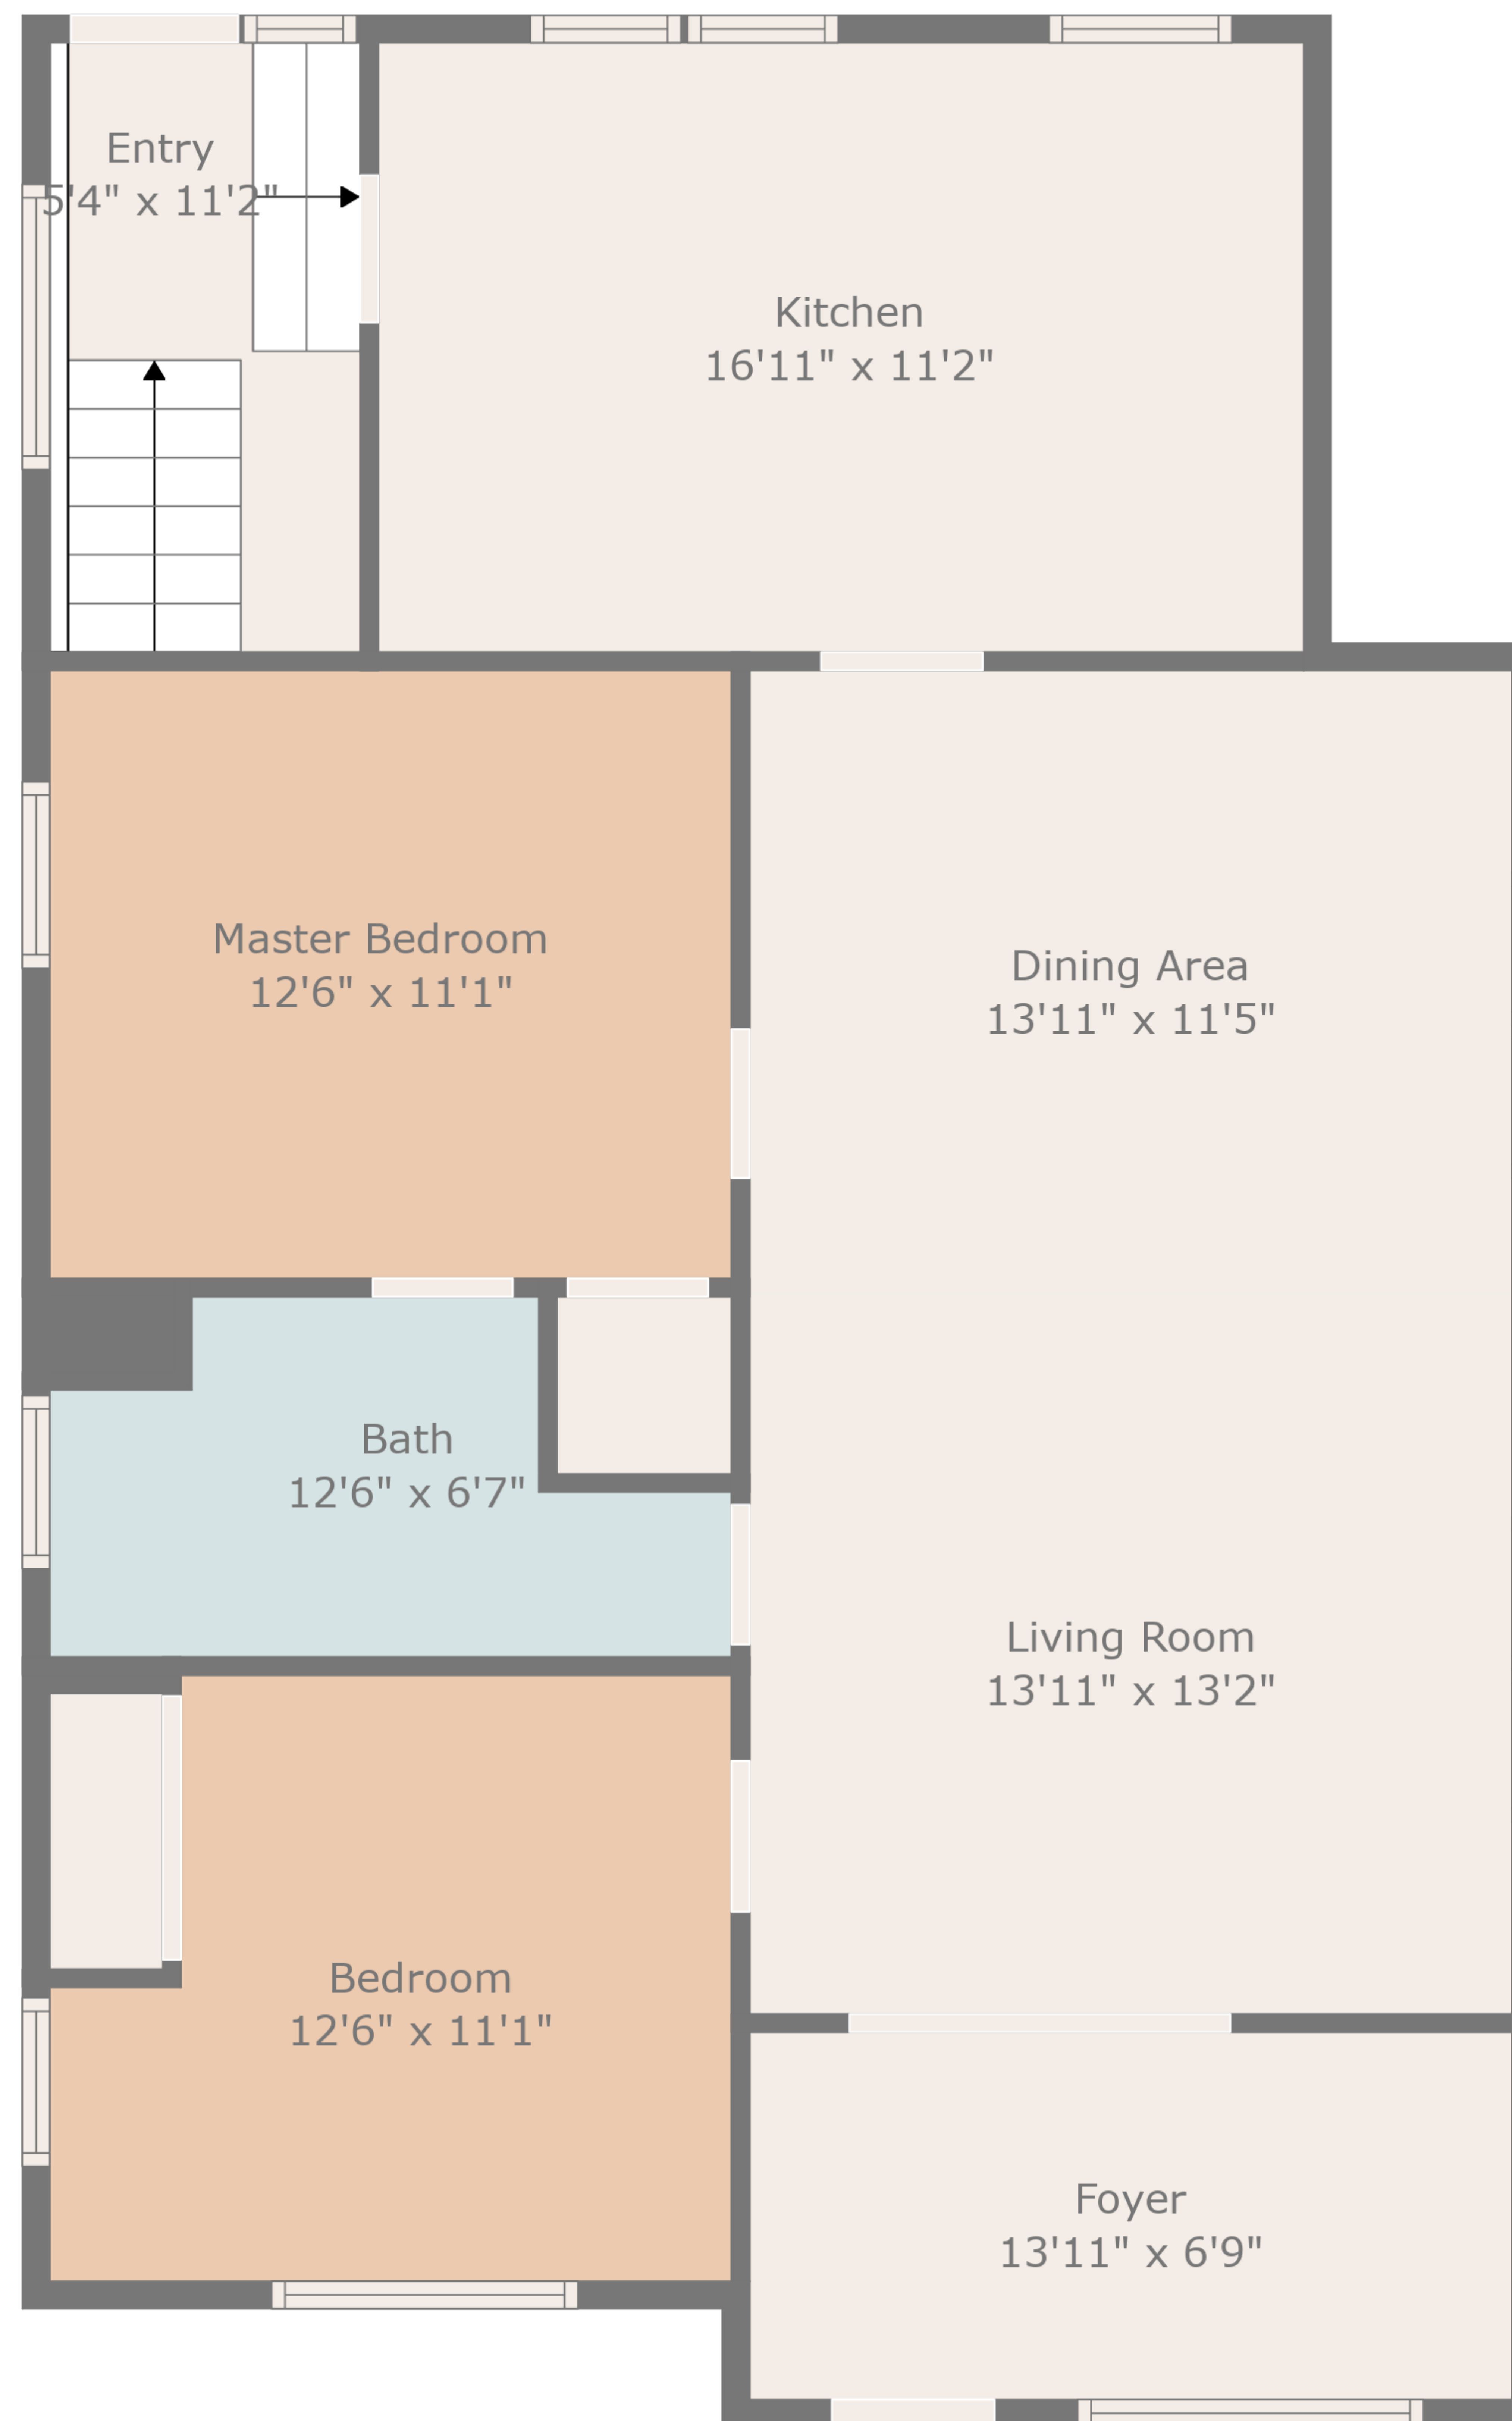 Entry
5'4" x 11'2"
Kitchen
16'11" x 11'2"
Master Bedroom
12'6" x 11'1"
Dining Area
13'11" x 11'5"
Bath
12'6" x 6'7"
Living Room
13'11" x 13'2"
Bedroom
12'6" x 11'1"
Foyer
13'11" x 6'9"